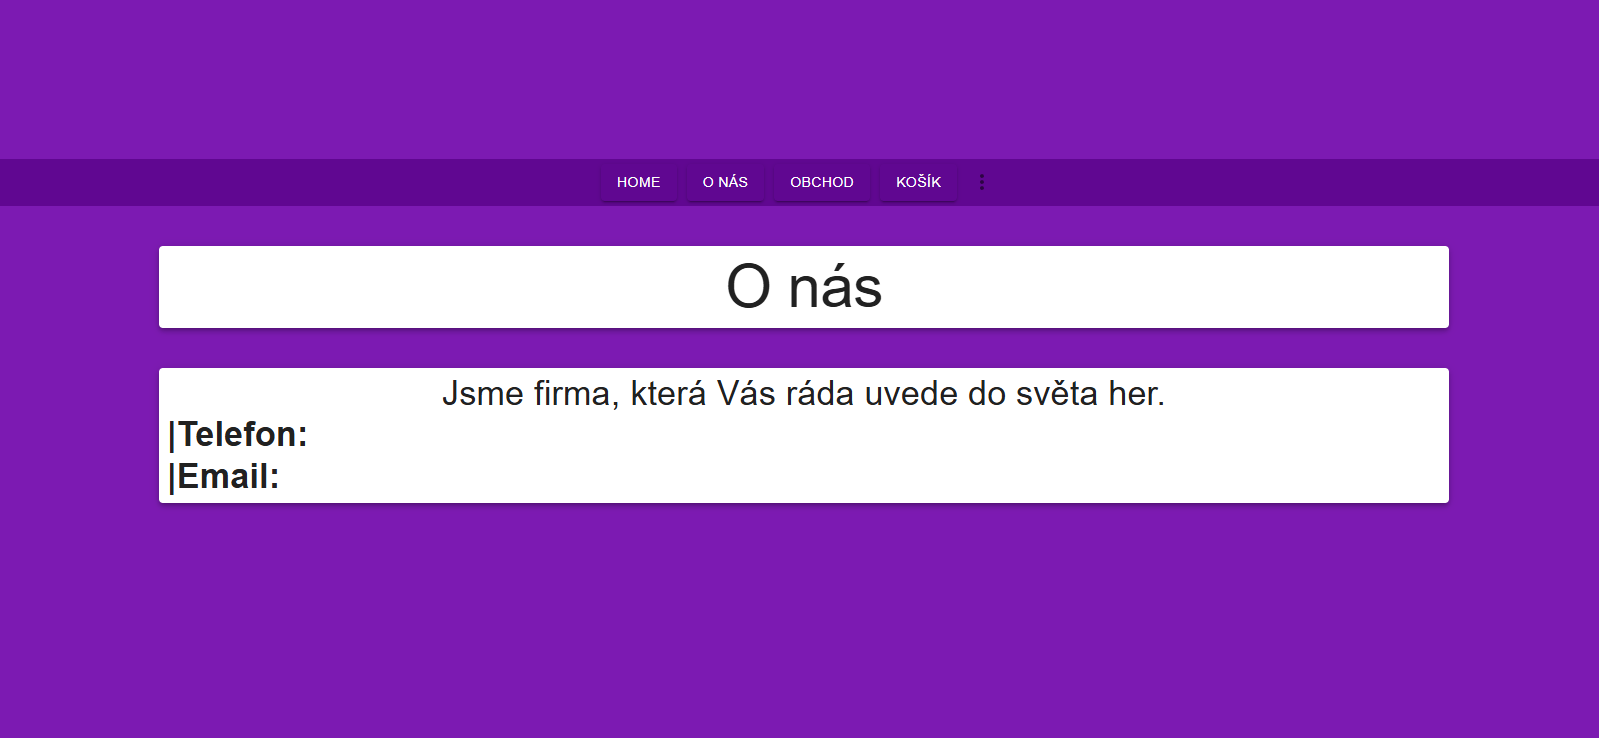 HOME O NÁS OBCHOD KOŠÍK
O nás
Jsme firma, která Vás ráda uvede do světa her.
|Telefon:
|Email: